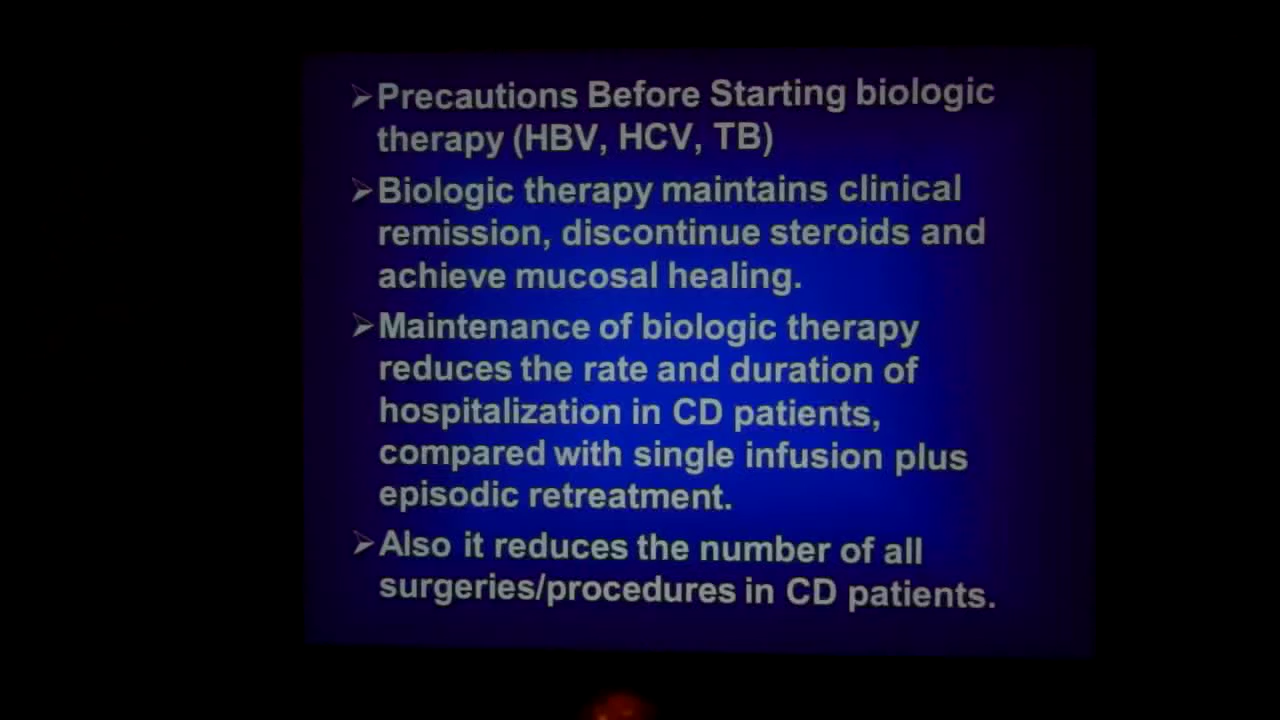 ➢Precautions Before Starting biologic
therapy (HBV, HCV, TB)
➢Biologic therapy maintains clinical
remission, discontinue steroids and
achieve mucosal healing.
➢Maintenance of biologic therapy
reduces the rate and duration of
hospitalization in CD patients,
compared with single infusion plus
episodic retreatment.
➢Also it reduces the number of all
surgeries/procedures in CD patients.